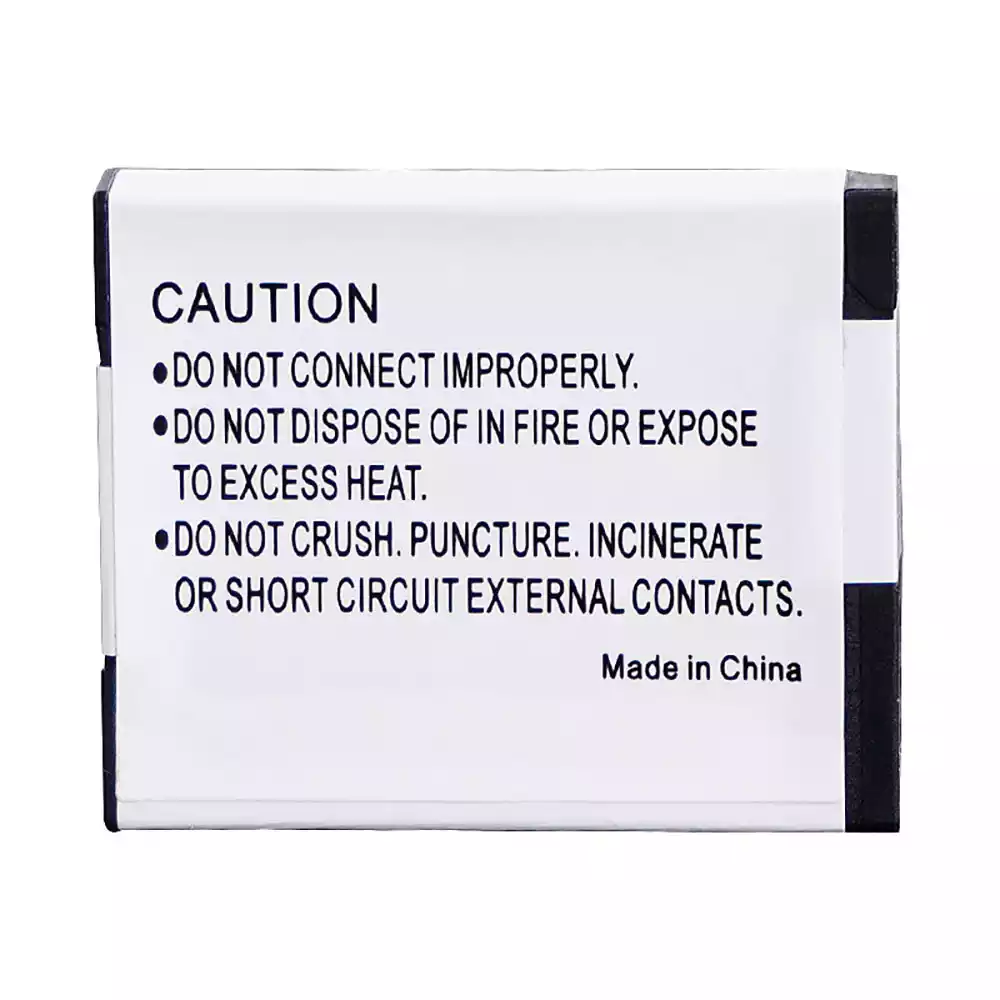 CAUTION
•DO NOT CONNECT IMPROPERLY.
•DO NOT DISPOSE OF IN FIRE OR EXPOSE
TO EXCESS HEAT.
•DO NOT CRUSH. PUNCTURE. INCINERATE
OR SHORT CIRCUIT EXTERNAL CONTACTS.
Made in China